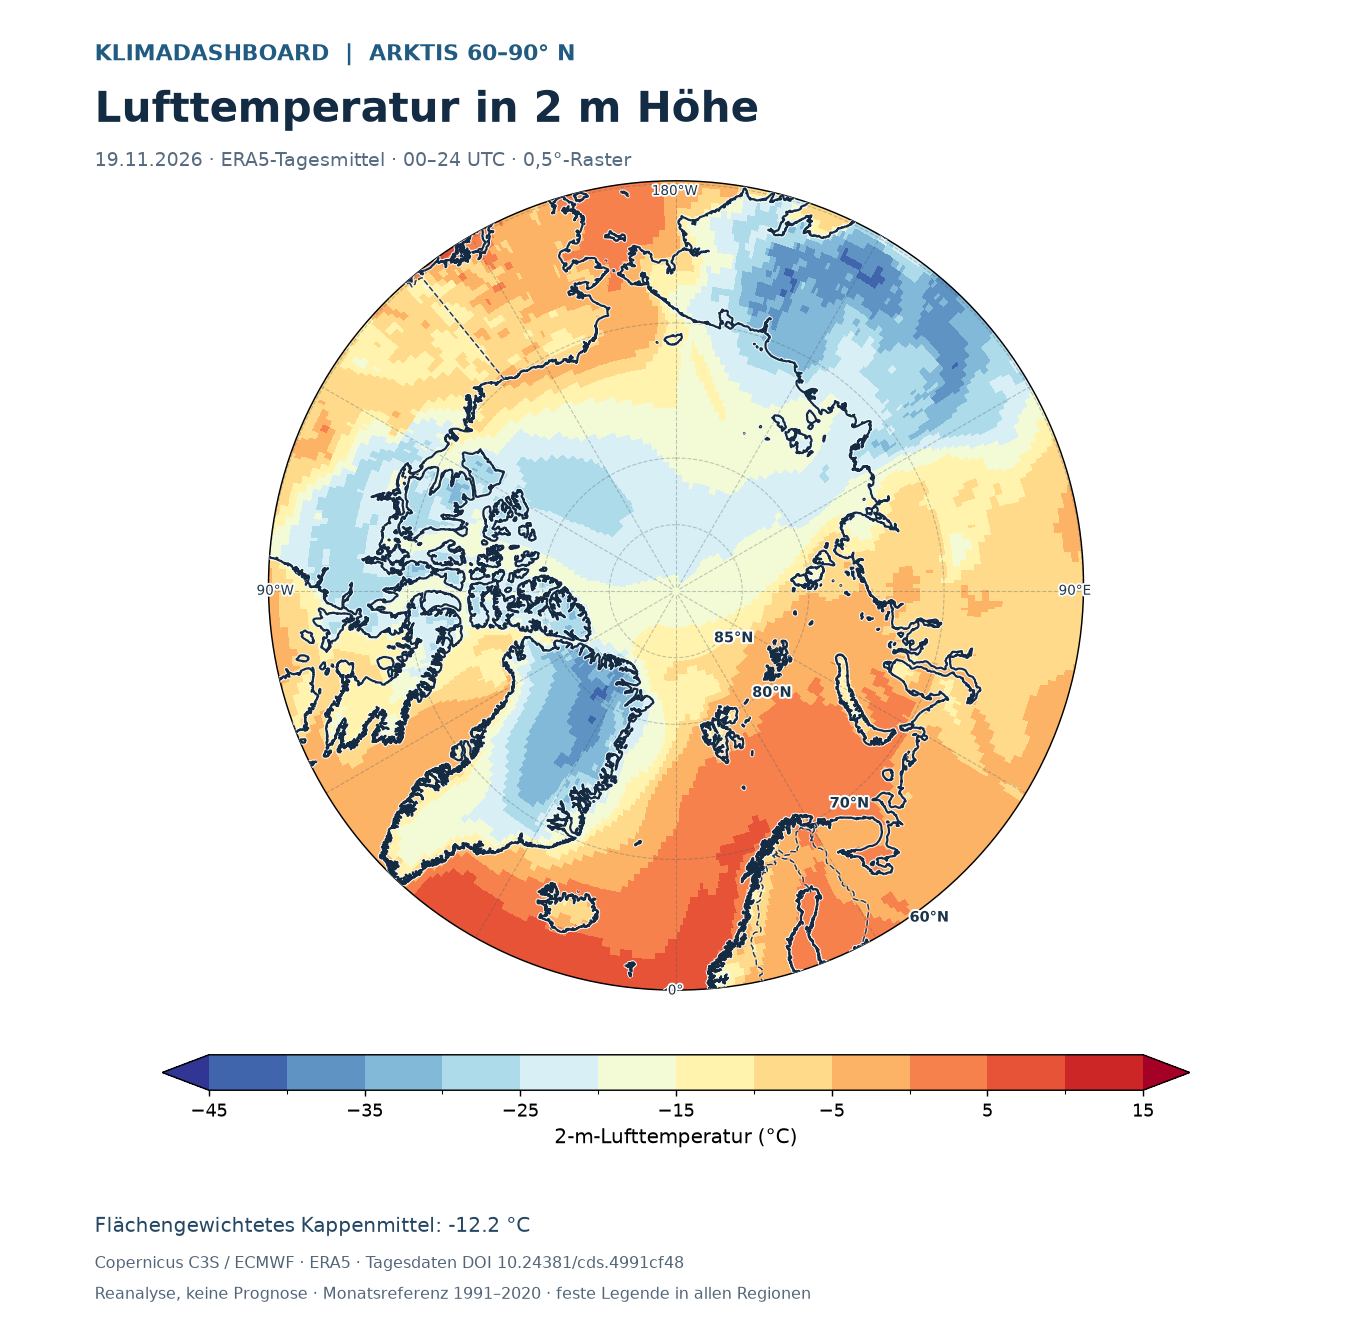 KLIMADASHBOARD | ARKTIS 60–90° N
Lufttemperatur in 2 m Höhe
19.11.2026 · ERA5-Tagesmittel · 00–24 UTC · 0,5°-Raster
180°W
90°W
90°E
85°N
80°N
70°N
60°N
0°
−45 −35 −25 −15 −5 5 15
2-m-Lufttemperatur (°C)
Flächengewichtetes Kappenmittel: -12.2 °C
Copernicus C3S / ECMWF · ERA5 · Tagesdaten DOI 10.24381/cds.4991cf48
Reanalyse, keine Prognose · Monatsreferenz 1991–2020 · feste Legende in allen Regionen